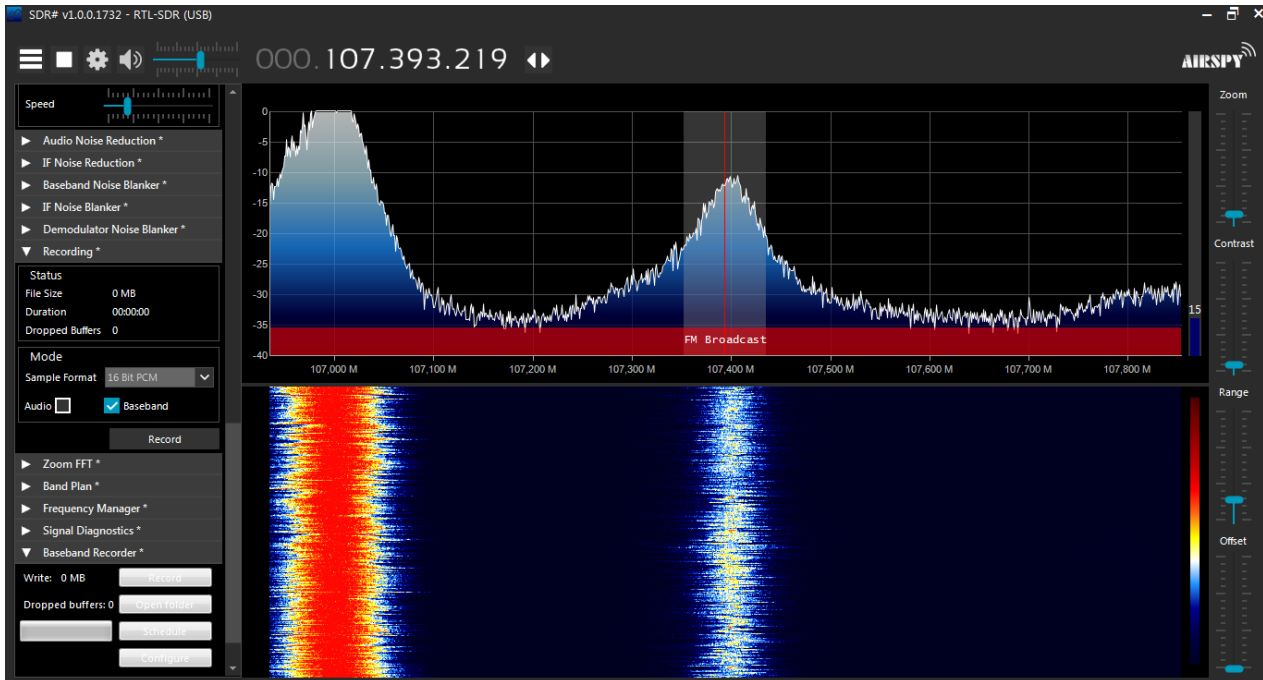 SDR# v1.0.0.1732 - RTL-SDR (USB)
000.107.393.219
AIRSPY
Speed
Audio Noise Reduction *
IF Noise Reduction *
Baseband Noise Blanker *
IF Noise Blanker *
Demodulator Noise Blanker *
Recording *
Status
File Size 0 MB
Duration 00:00:00
Dropped Buffers 0
Mode
Sample Format 16 Bit PCM
Audio Baseband
Record
Zoom FFT *
Band Plan *
Frequency Manager *
Signal Diagnostics *
Baseband Recorder *
Write: 0 MB Record
Dropped buffers: 0 Open folder
Schedule
Configure
0
-5
-10
-15
-20
-25
-30
-35
-40
FM Broadcast
107,000 M 107,100 M 107,200 M 107,300 M 107,400 M 107,500 M 107,600 M 107,700 M 107,800 M
15
Zoom
Contrast
Range
Offset